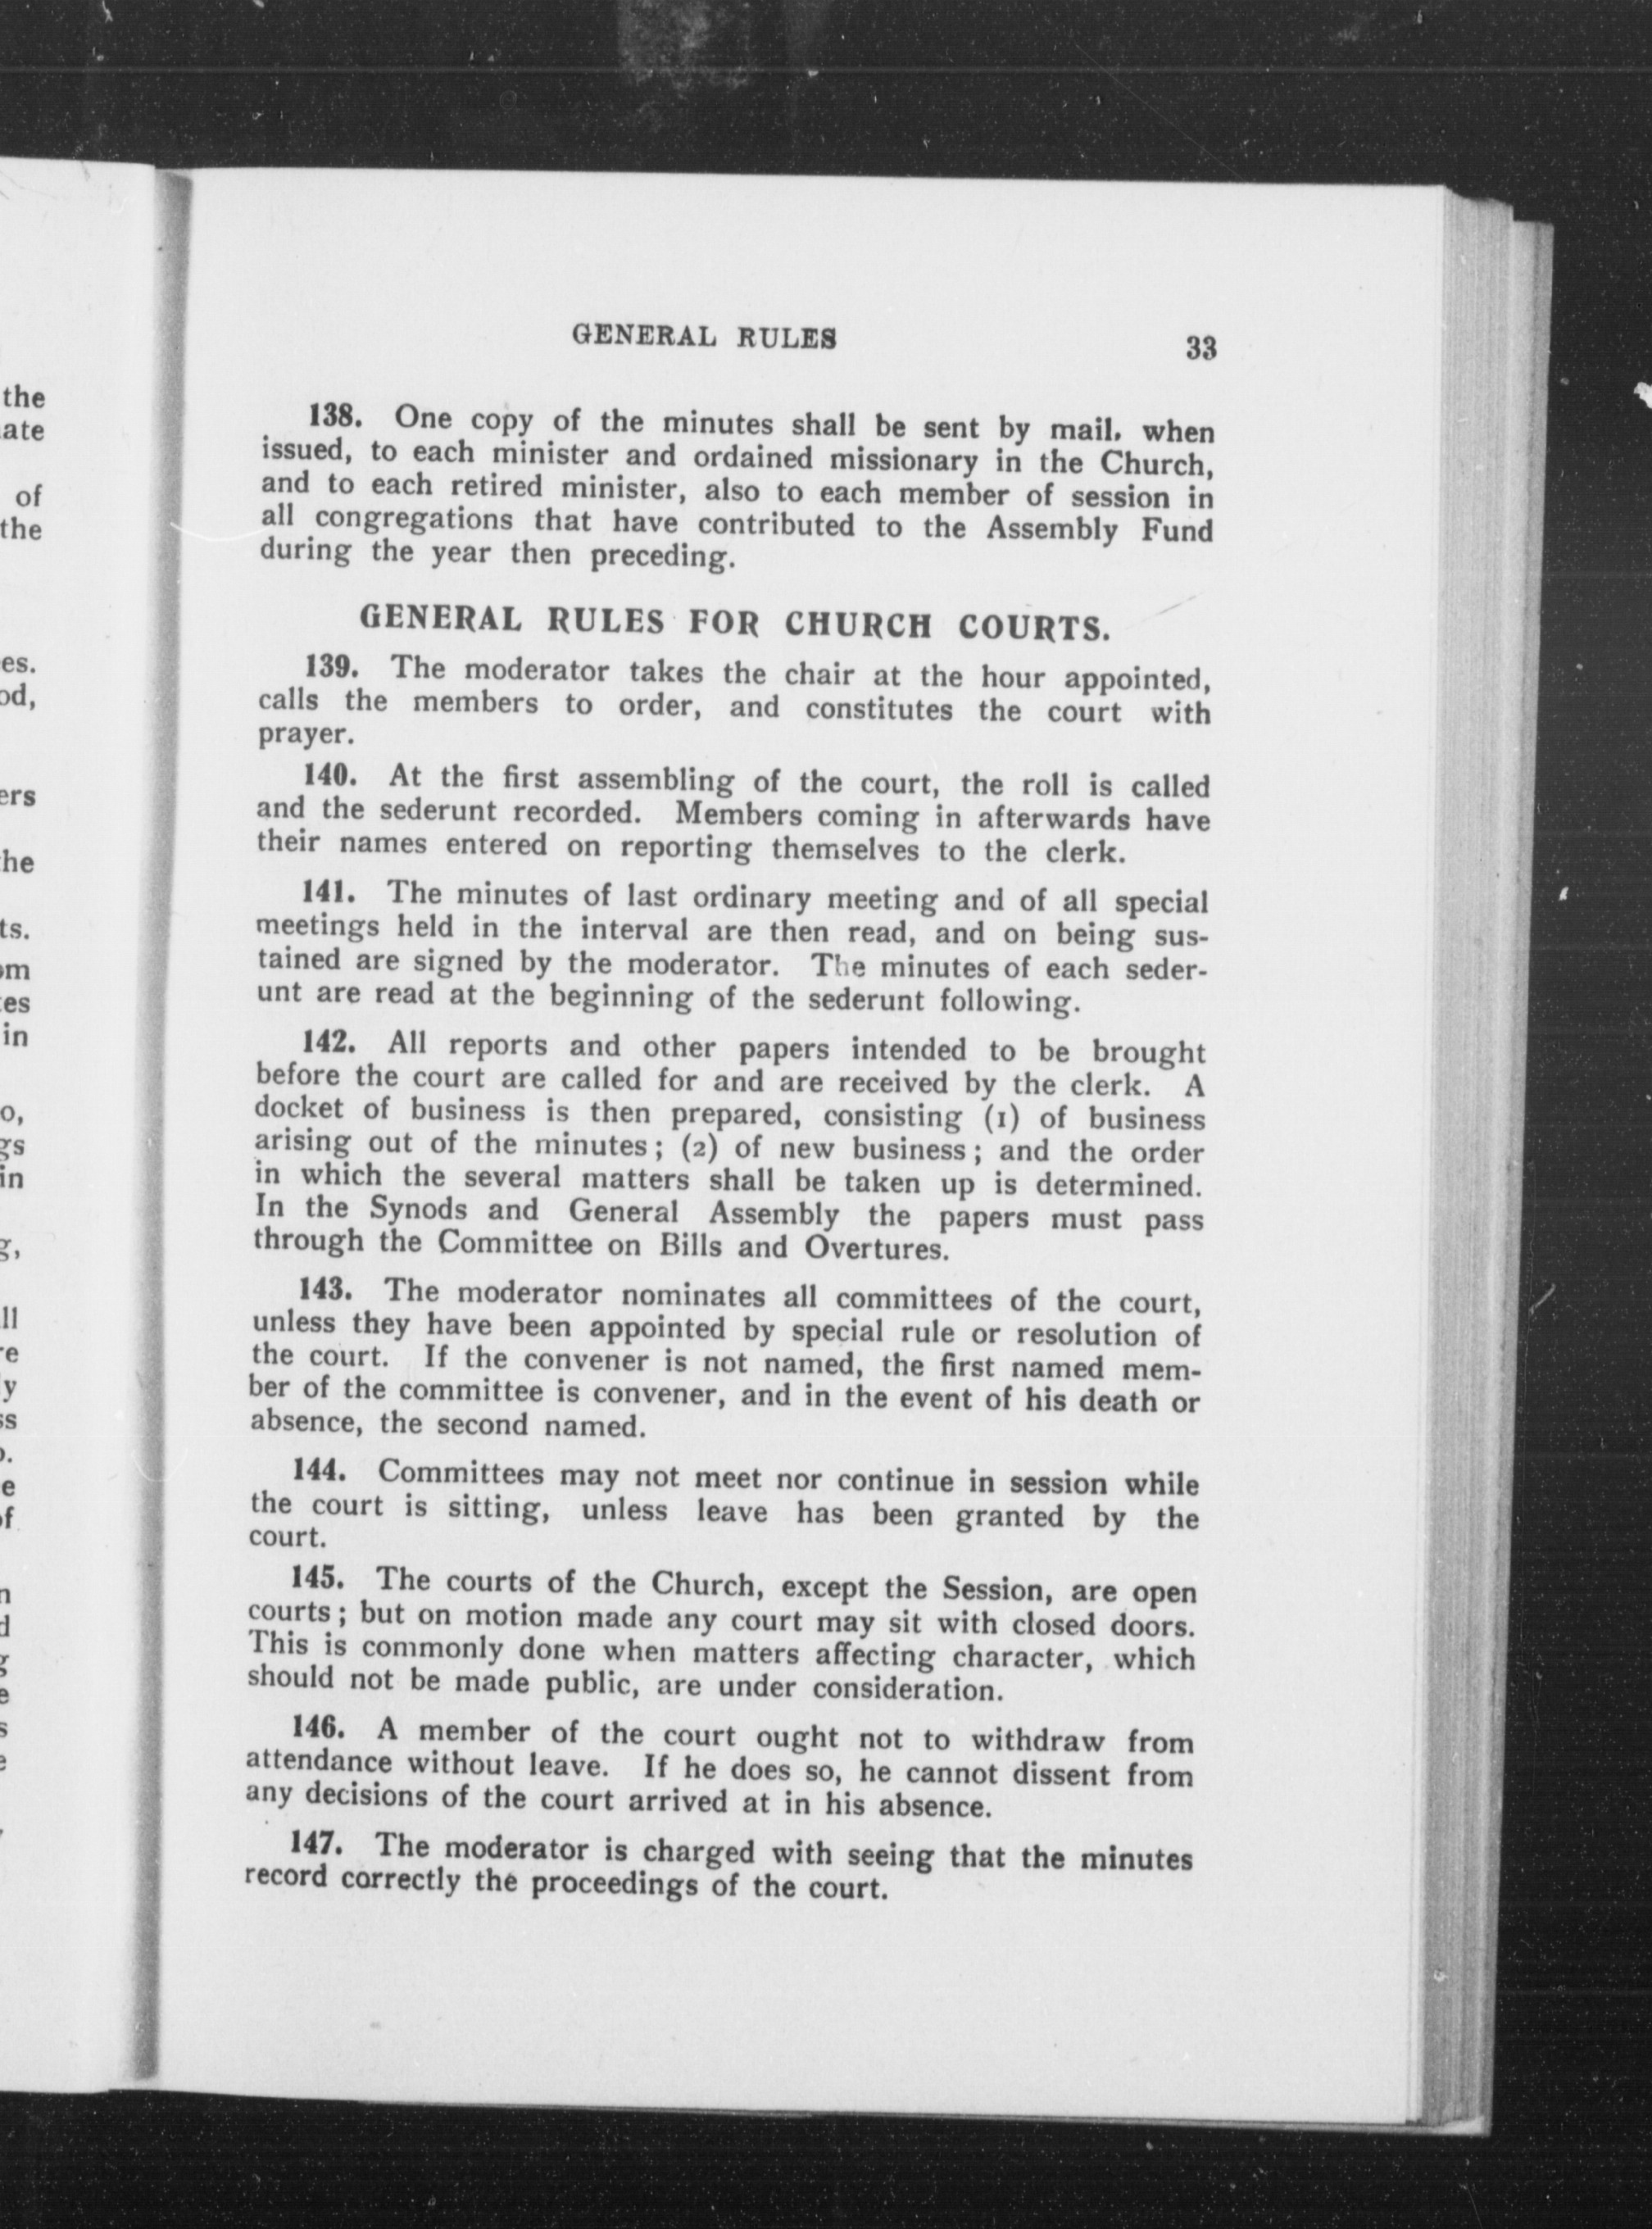 GENERAL RULES 33
138. One copy of the minutes shall be sent by mail, when
issued, to each minister and ordained missionary in the Church,
and to each retired minister, also to each member of session in
all congregations that have contributed to the Assembly Fund
during the year then preceding.
GENERAL RULES FOR CHURCH COURTS.
139. The moderator takes the chair at the hour appointed,
calls the members to order, and constitutes the court with
prayer.
140. At the first assembling of the court, the roll is called
and the sederunt recorded. Members coming in afterwards have
their names entered on reporting themselves to the clerk.
141. The minutes of last ordinary meeting and of all special
meetings held in the interval are then read, and on being sus-
tained are signed by the moderator. The minutes of each seder-
unt are read at the beginning of the sederunt following.
142. All reports and other papers intended to be brought
before the court are called for and are received by the clerk. A
docket of business is then prepared, consisting (1) of business
arising out of the minutes; (2) of new business; and the order
in which the several matters shall be taken up is determined.
In the Synods and General Assembly the papers must pass
through the Committee on Bills and Overtures.
143. The moderator nominates all committees of the court,
unless they have been appointed by special rule or resolution of
the court. If the convener is not named, the first named mem-
ber of the committee is convener, and in the event of his death or
absence, the second named.
144. Committees may not meet nor continue in session while
the court is sitting, unless leave has been granted by the
court.
145. The courts of the Church, except the Session, are open
courts; but on motion made any court may sit with closed doors.
This is commonly done when matters affecting character, which
should not be made public, are under consideration.
146. A member of the court ought not to withdraw from
attendance without leave. If he does so, he cannot dissent from
any decisions of the court arrived at in his absence.
147. The moderator is charged with seeing that the minutes
record correctly the proceedings of the court.